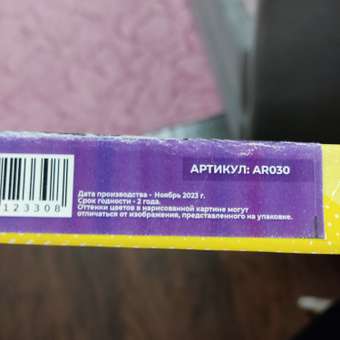 АРТИКУЛ: AR030
123308
Дата производства - Ноябрь 2023 г.
Срок годности - 2 года.
Оттенки цветов в нарисованной картине могут
отличаться от изображения, представленного на упаковке.